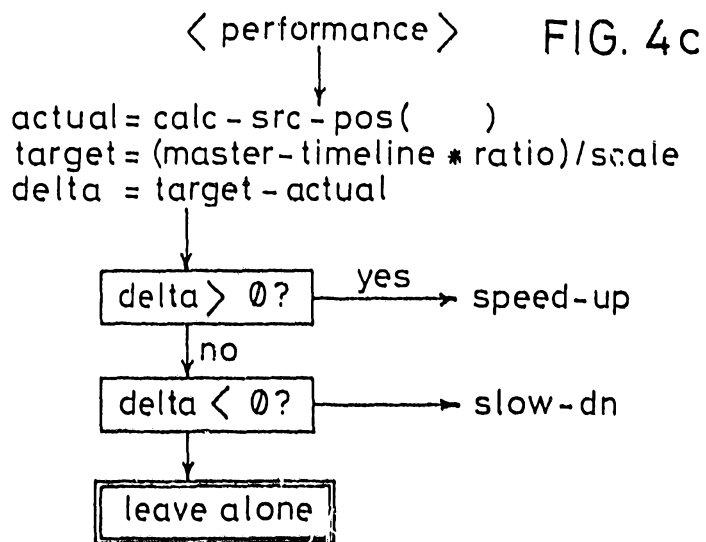 < performance >
FIG. 4c
actual = calc-src-pos( )
target = (master-timeline * ratio)/scale
delta = target-actual
delta > 0?
yes
speed-up
no
delta < 0?
slow-dn
leave alone